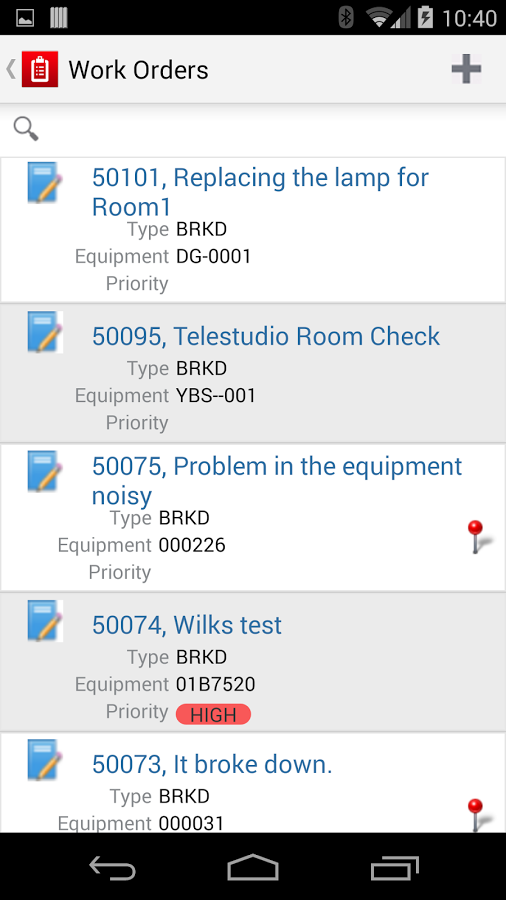 10:40
Work Orders
50101, Replacing the lamp for
Room1
Type BRKD
Equipment DG-0001
Priority
50095, Telestudio Room Check
Type BRKD
Equipment YBS--001
Priority
50075, Problem in the equipment
noisy
Type BRKD
Equipment 000226
Priority
50074, Wilks test
Type BRKD
Equipment 01B7520
Priority HIGH
50073, It broke down.
Type BRKD
Equipment 000031